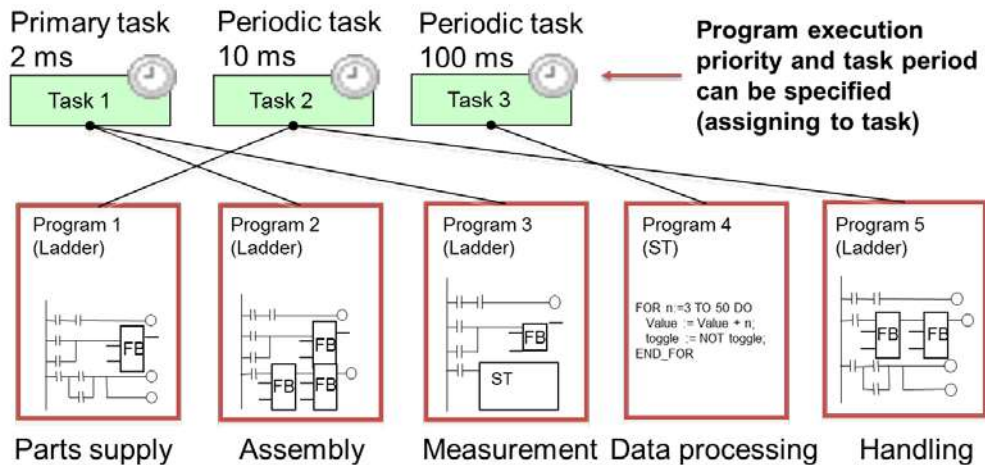 Primary task
2 ms
Task 1
Periodic task
10 ms
Task 2
Periodic task
100 ms
Task 3
Program execution
priority and task period
can be specified
(assigning to task)
Program 1
(Ladder)
FB
Parts supply
Program 2
(Ladder)
FB
FB
FB
Assembly
Program 3
(Ladder)
FB
ST
Measurement
Program 4
(ST)
FOR n:=3 TO 50 DO
Value := Value + n;
toggle := NOT toggle;
END_FOR
Data processing
Program 5
(Ladder)
FB
FB
Handling